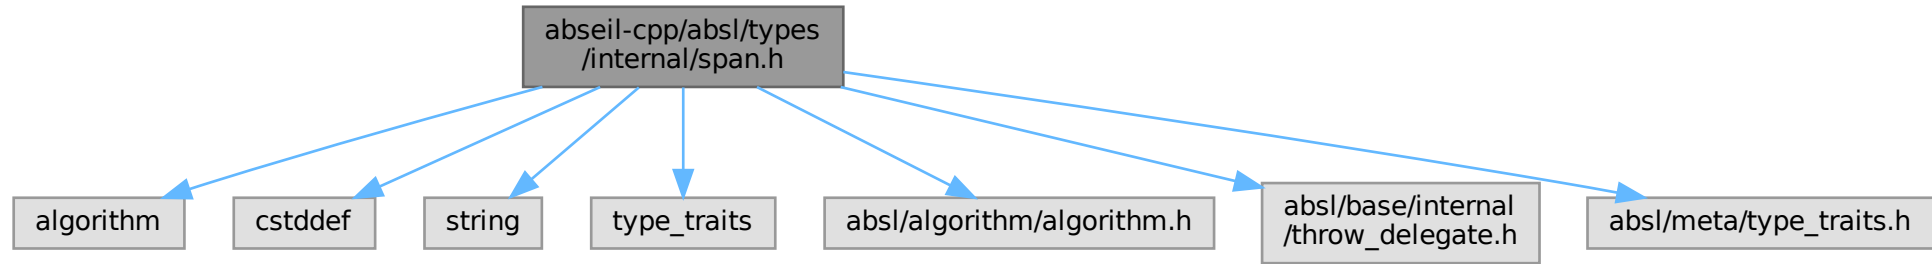 abseil-cpp/absl/types
/internal/span.h
algorithm
cstddef
string
type_traits
absl/algorithm/algorithm.h
absl/base/internal
/throw_delegate.h
absl/meta/type_traits.h